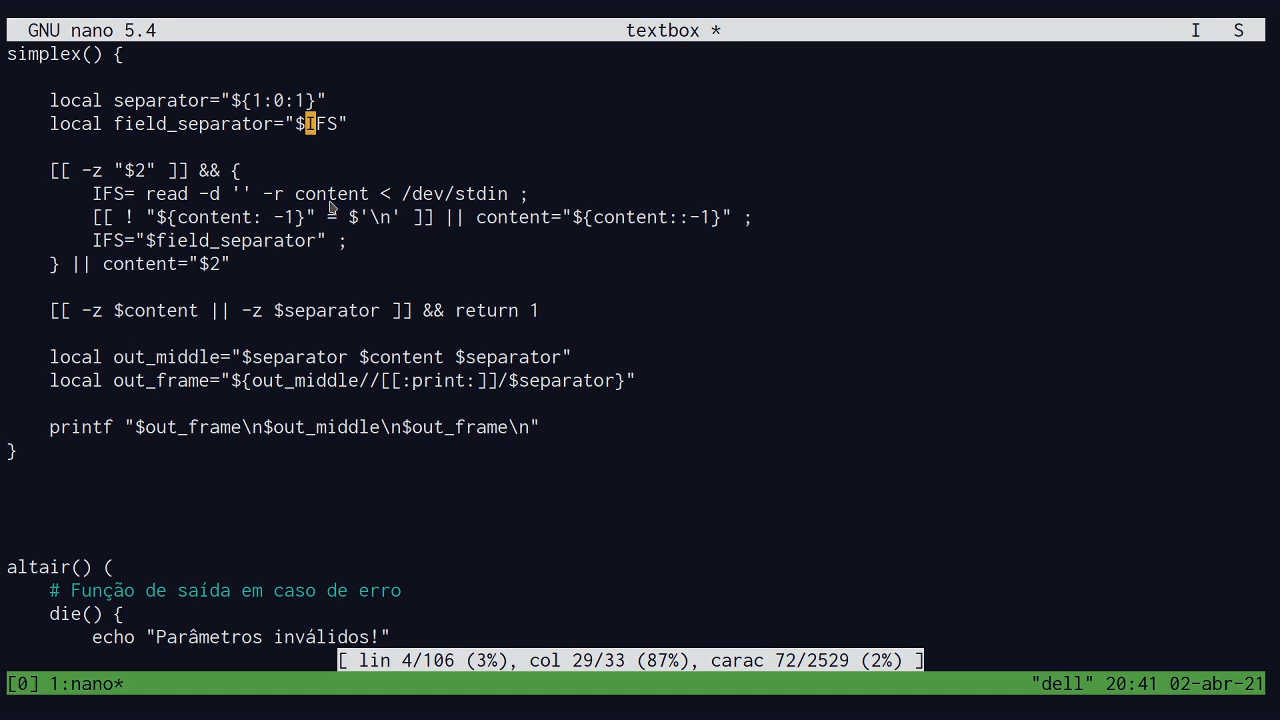 GNU nano 5.4 textbox * I S
simplex() {
local separator="${1:0:1}"
local field_separator="$IFS"
[[ -z "$2" ]] && {
IFS= read -d '' -r content < /dev/stdin ;
[[ ! "${content: -1}" = $'\n' ]] || content="${content::-1}" ;
IFS="$field_separator" ;
} || content="$2"
[[ -z $content || -z $separator ]] && return 1
local out_middle="$separator $content $separator"
local out_frame="${out_middle//[[:print:]]/$separator}"
printf "$out_frame\n$out_middle\n$out_frame\n"
}
altair() (
# Função de saída em caso de erro
die() {
echo "Parâmetros inválidos!"
[ lin 4/106 (3%), col 29/33 (87%), carac 72/2529 (2%) ]
[0] 1:nano* "dell" 20:41 02-abr-21